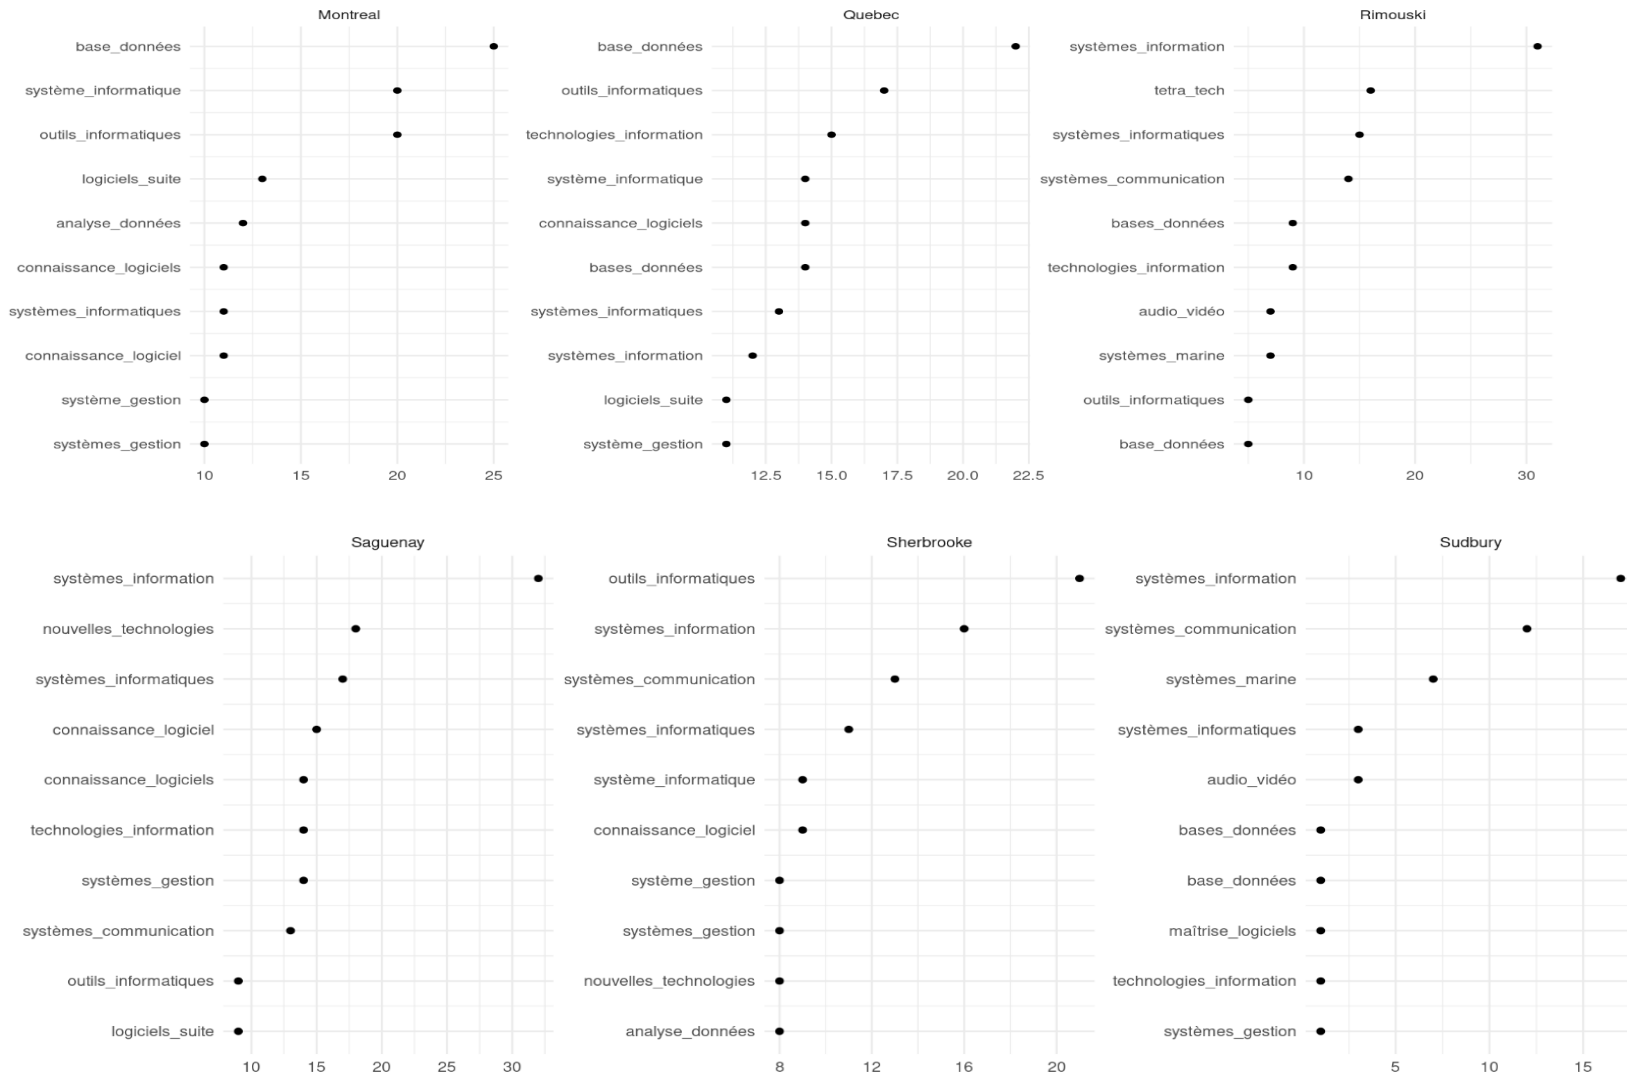 Montreal
base_données
système_informatique
outils_informatiques
logiciels_suite
analyse_données
connaissance_logiciels
systèmes_informatiques
connaissance_logiciel
système_gestion
systèmes_gestion
10 15 20 25
Quebec
base_données
outils_informatiques
technologies_information
système_informatique
connaissance_logiciels
bases_données
systèmes_informatiques
systèmes_information
logiciels_suite
système_gestion
12.5 15.0 17.5 20.0 22.5
Rimouski
systèmes_information
tetra_tech
systèmes_informatiques
systèmes_communication
bases_données
technologies_information
audio_vidéo
systèmes_marine
outils_informatiques
base_données
10 20 30
Saguenay
systèmes_information
nouvelles_technologies
systèmes_informatiques
connaissance_logiciel
connaissance_logiciels
technologies_information
systèmes_gestion
systèmes_communication
outils_informatiques
logiciels_suite
10 15 20 25 30
Sherbrooke
outils_informatiques
systèmes_information
systèmes_communication
systèmes_informatiques
système_informatique
connaissance_logiciel
système_gestion
systèmes_gestion
nouvelles_technologies
analyse_données
8 12 16 20
Sudbury
systèmes_information
systèmes_communication
systèmes_marine
systèmes_informatiques
audio_vidéo
bases_données
base_données
maîtrise_logiciels
technologies_information
systèmes_gestion
5 10 15